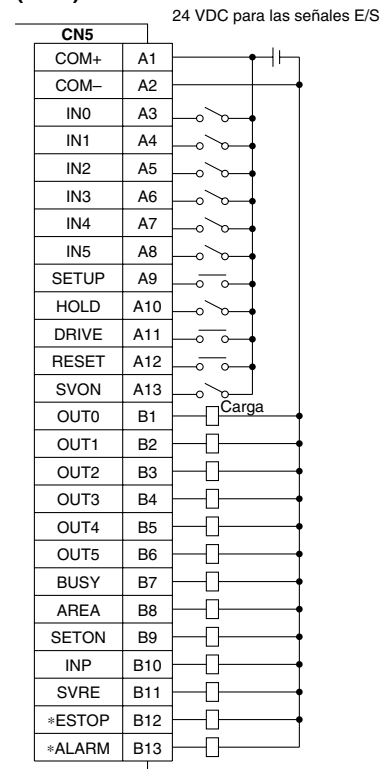 24 VDC para las señales E/S
CN5
COM+ A1
COM– A2
IN0 A3
IN1 A4
IN2 A5
IN3 A6
IN4 A7
IN5 A8
SETUP A9
HOLD A10
DRIVE A11
RESET A12
SVON A13
Carga
OUT0 B1
OUT1 B2
OUT2 B3
OUT3 B4
OUT4 B5
OUT5 B6
BUSY B7
AREA B8
SETON B9
INP B10
SVRE B11
*ESTOP B12
*ALARM B13